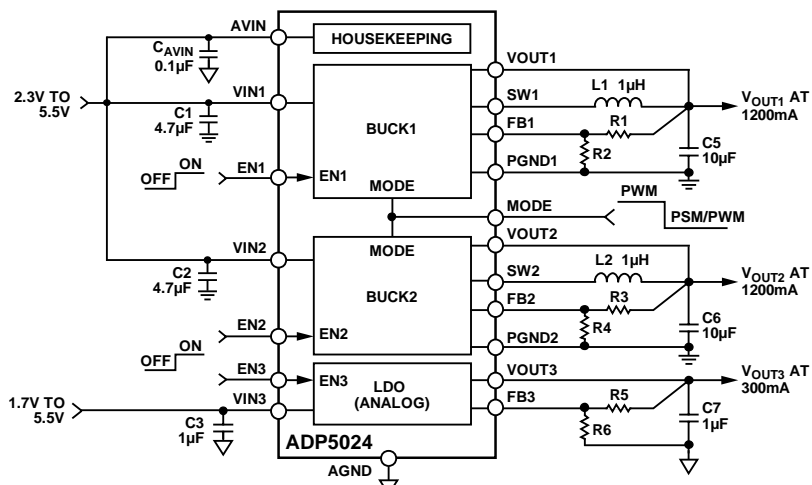 AVIN
HOUSEKEEPING
C AVIN
0.1µF
VOUT1
L1 1µH
VOUT1 AT
1200mA
2.3V TO
5.5V
VIN1
SW1
C1
4.7µF
BUCK1
FB1
R1
R2
C5
10µF
ON
OFF
EN1
EN1
PGND1
MODE
MODE
PWM
PSM/PWM
MODE
VOUT2
VIN2
C2
4.7µF
BUCK2
SW2
L2 1µH
VOUT2 AT
1200mA
FB2
R3
R4
C6
10µF
EN2
EN2
PGND2
ON
OFF
EN3
EN3
LDO
(ANALOG)
VOUT3
VOUT3 AT
300mA
1.7V TO
5.5V
VIN3
FB3
R5
R6
C7
1µF
C3
1µF
ADP5024
AGND